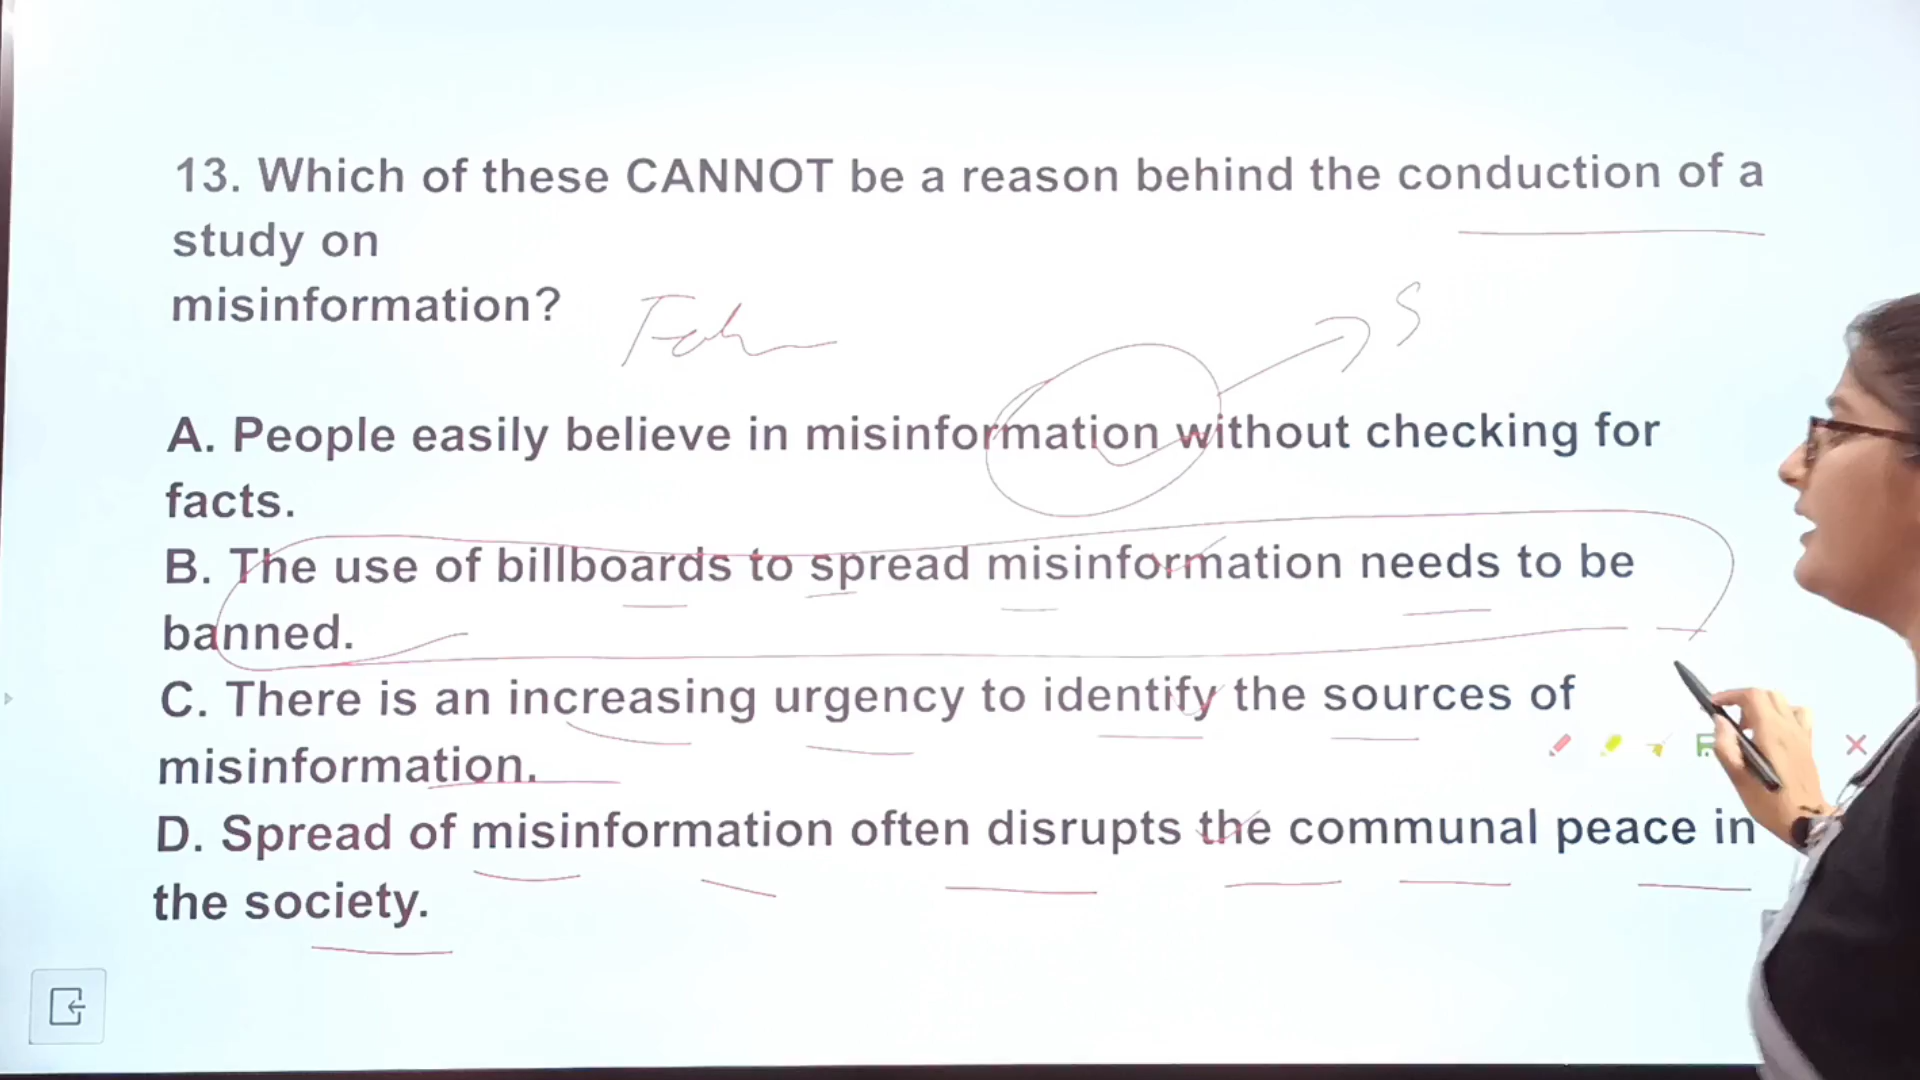 13. Which of these CANNOT be a reason behind the conduction of a
study on
misinformation?
A. People easily believe in misinformation without checking for
facts.
B. The use of billboards to spread misinformation needs to be
banned.
C. There is an increasing urgency to identify the sources of
misinformation.
D. Spread of misinformation often disrupts the communal peace in
the society.